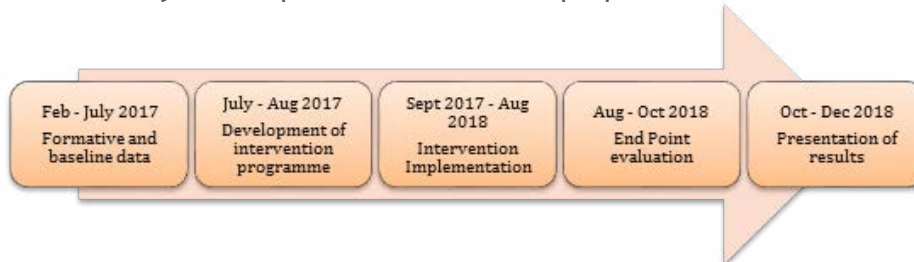 Feb - July 2017
Formative and
baseline data
July - Aug 2017
Development of
intervention
programme
Sept 2017 - Aug
2018
Intervention
Implementation
Aug - Oct 2018
End Point
evaluation
Oct - Dec 2018
Presentation of
results